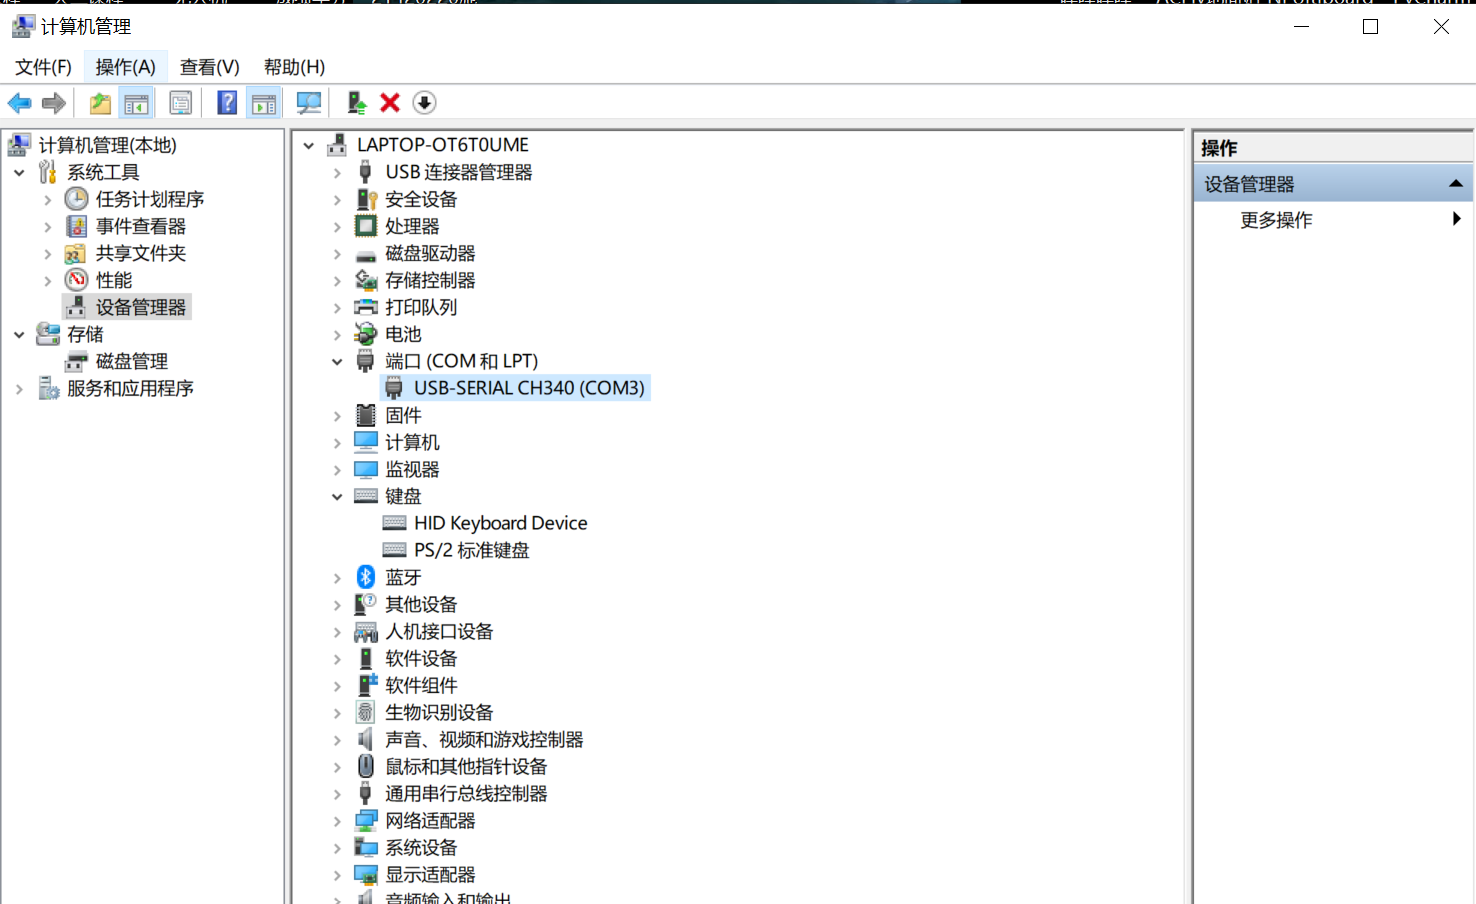 计算机管理
文件(F) 操作(A) 查看(V) 帮助(H)
计算机管理(本地)
系统工具
任务计划程序
事件查看器
共享文件夹
性能
设备管理器
存储
磁盘管理
服务和应用程序
LAPTOP-OT6T0UME
USB 连接器管理器
安全设备
处理器
磁盘驱动器
存储控制器
打印队列
电池
端口 (COM 和 LPT)
USB-SERIAL CH340 (COM3)
固件
计算机
监视器
键盘
HID Keyboard Device
PS/2 标准键盘
蓝牙
其他设备
人机接口设备
软件设备
软件组件
生物识别设备
声音、视频和游戏控制器
鼠标和其他指针设备
通用串行总线控制器
网络适配器
系统设备
显示适配器
音频输入和输出
操作
设备管理器
更多操作